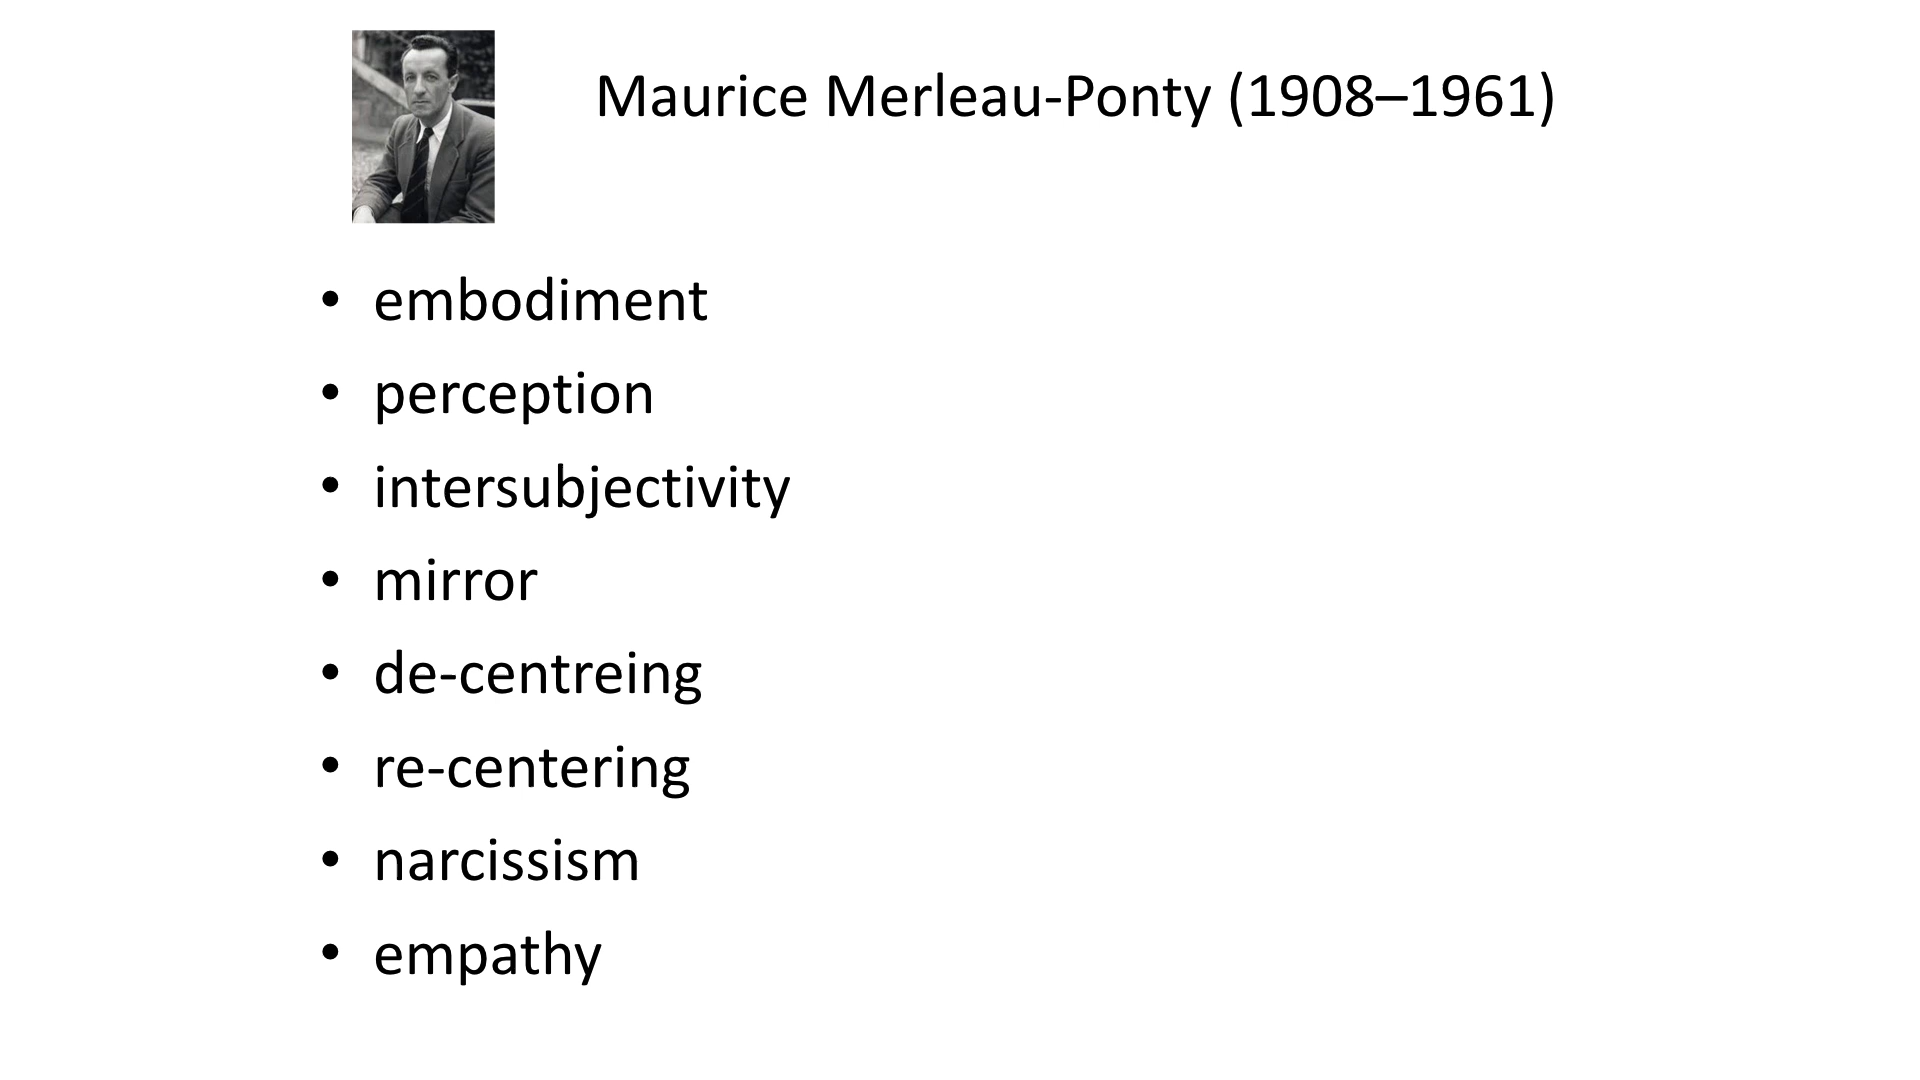 Maurice Merleau-Ponty (1908–1961)
• embodiment
• perception
• intersubjectivity
• mirror
• de-centreing
• re-centering
• narcissism
• empathy